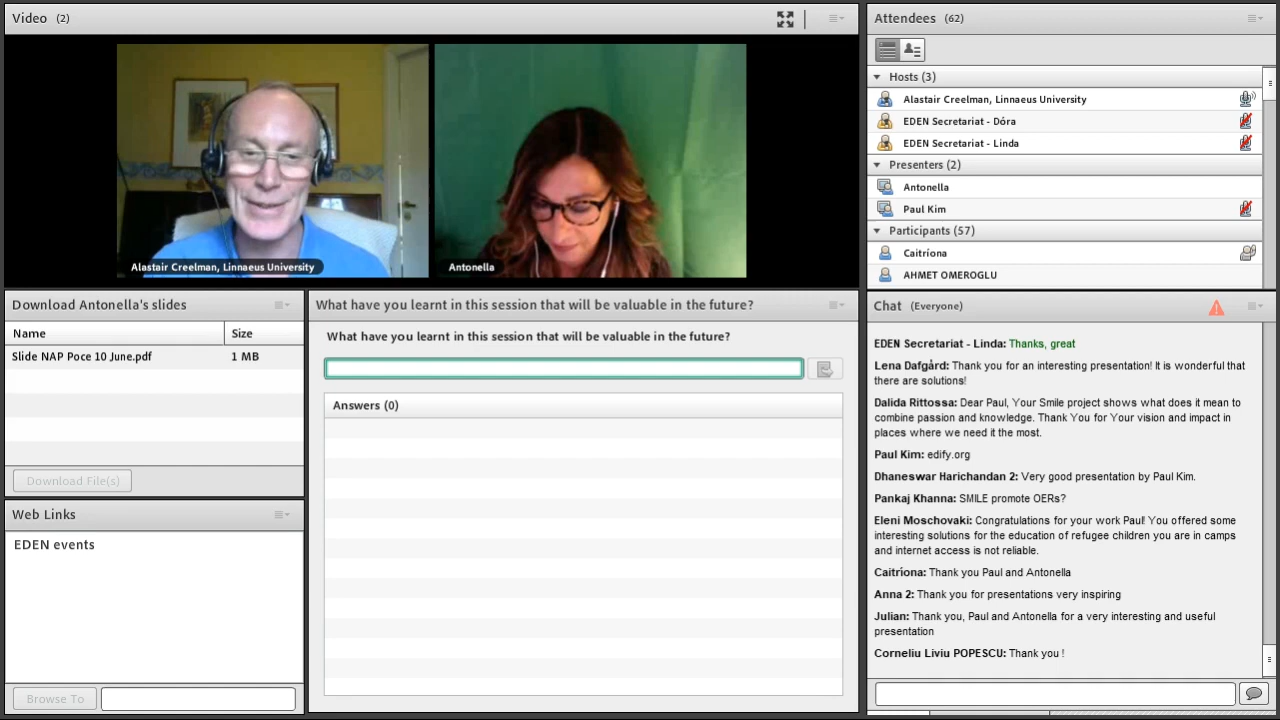 Video (2)
Alastair Creelman, Linnaeus University
Antonella
Attendees (62)
Hosts (3)
Alastair Creelman, Linnaeus University
EDEN Secretariat - Dóra
EDEN Secretariat - Linda
Presenters (2)
Antonella
Paul Kim
Participants (57)
Caitríona
AHMET OMEROGLU
Download Antonella's slides
Name Size
Slide NAP Poce 10 June.pdf 1 MB
Download File(s)
Web Links
EDEN events
Browse To
What have you learnt in this session that will be valuable in the future?
What have you learnt in this session that will be valuable in the future?
Answers (0)
Chat (Everyone)
EDEN Secretariat - Linda: Thanks, great
Lena Dafgård: Thank you for an interesting presentation! It is wonderful that
there are solutions!
Dalida Rittossa: Dear Paul, Your Smile project shows what does it mean to
combine passion and knowledge. Thank You for Your vision and impact in
places where we need it the most.
Paul Kim: edify.org
Dhaneswar Harichandan 2: Very good presentation by Paul Kim.
Pankaj Khanna: SMILE promote OERs?
Eleni Moschovaki: Congratulations for your work Paul! You offered some
interesting solutions for the education of refugee children you are in camps
and internet access is not reliable.
Caitríona: Thank you Paul and Antonella
Anna 2: Thank you for presentations very inspiring
Julian: Thank you, Paul and Antonella for a very interesting and useful
presentation
Corneliu Liviu POPESCU: Thank you !